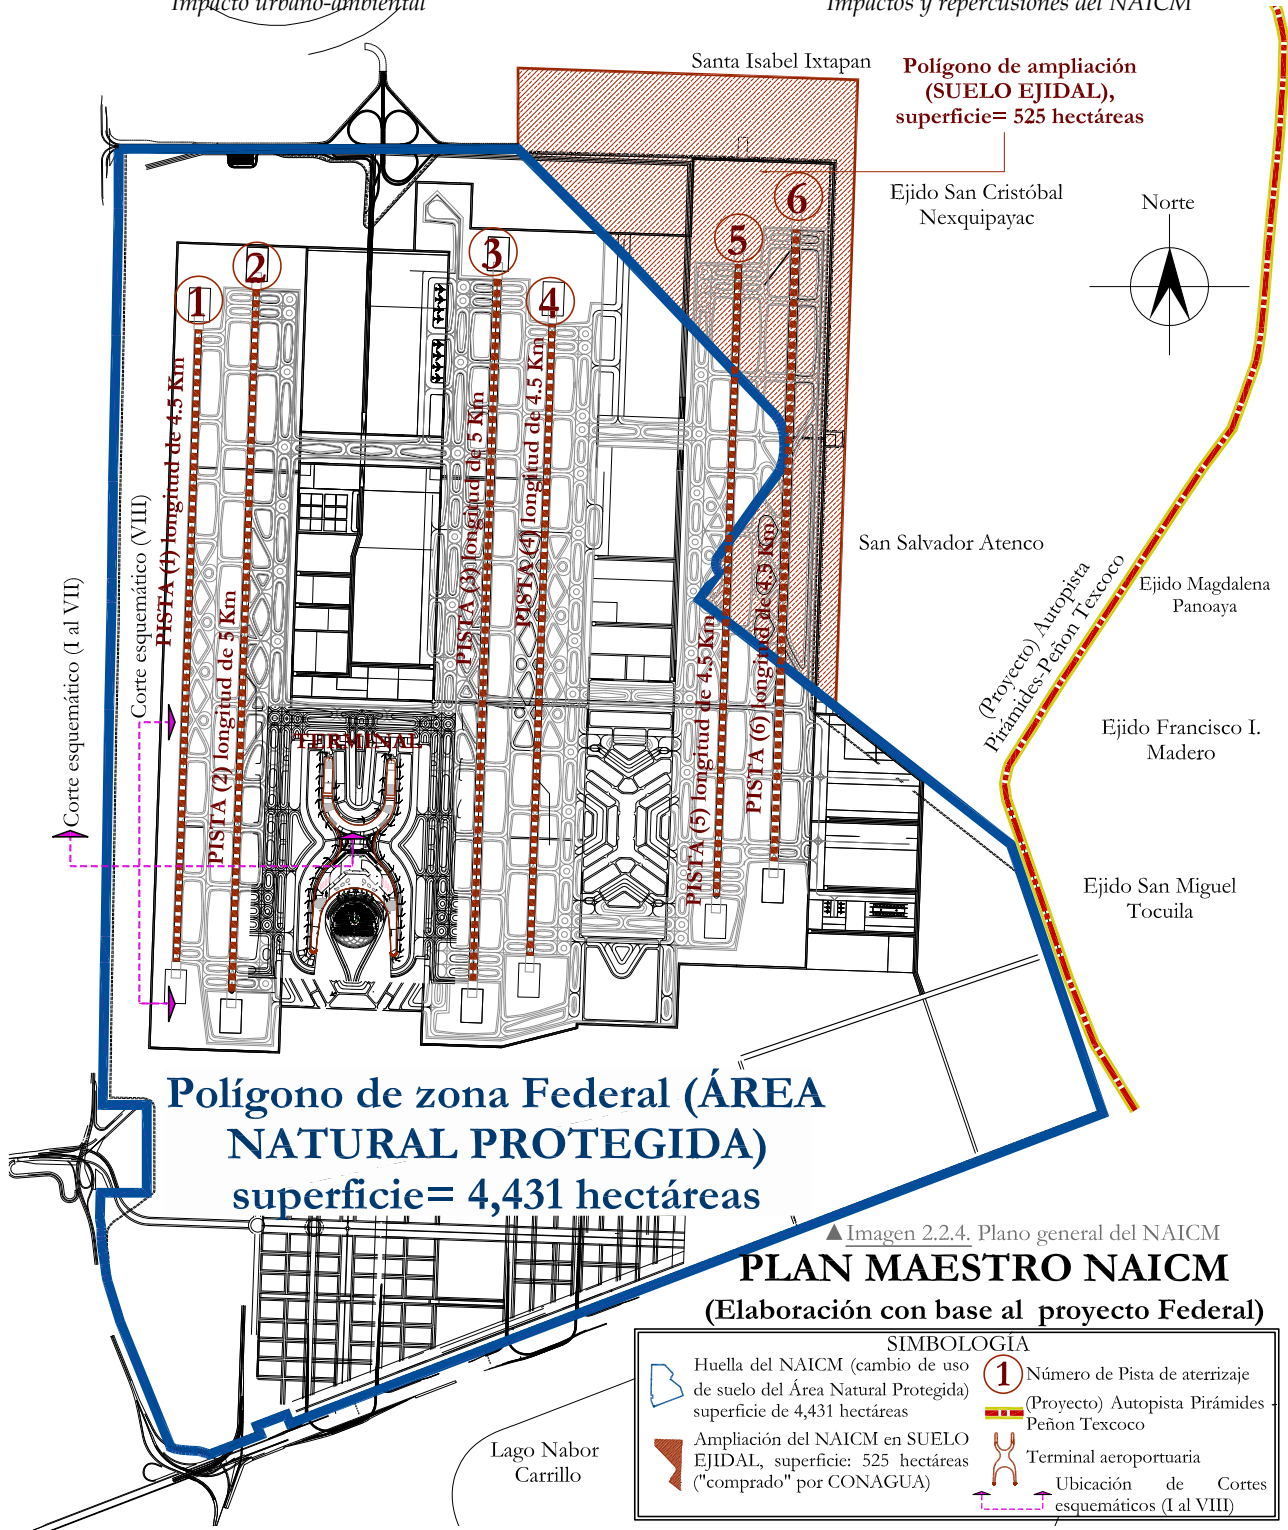 Impacto urbano-ambiental
Impactos y repercusiones del NAICM
Santa Isabel Ixtapan
Polígono de ampliación
(SUELO EJIDAL),
superficie= 525 hectáreas
Ejido San Cristóbal
Nexquipayac
Norte
1
2
3
4
5
6
PISTA (1) longitud de 4.5 Km
PISTA (2) longitud de 5 Km
PISTA (3) longitud de 5 Km
PISTA (4) longitud de 4.5 Km
PISTA (5) longitud de 4.5 Km
PISTA (6) longitud de 4.5 Km
Corte esquemático (I al VII)
Corte esquemático (VIII)
TERMINAL
San Salvador Atenco
(Proyecto) Autopista
Pirámides-Peñon Texcoco
Ejido Magdalena
Panoaya
Ejido Francisco I.
Madero
Ejido San Miguel
Tocuila
Polígono de zona Federal (ÁREA
NATURAL PROTEGIDA)
superficie= 4,431 hectáreas
▲Imagen 2.2.4. Plano general del NAICM
PLAN MAESTRO NAICM
(Elaboración con base al proyecto Federal)
Lago Nabor
Carrillo
SIMBOLOGÍA
Huella del NAICM (cambio de uso
de suelo del Área Natural Protegida)
superficie de 4,431 hectáreas
Ampliación del NAICM en SUELO
EJIDAL, superficie: 525 hectáreas
("comprado" por CONAGUA)
1 Número de Pista de aterrizaje
(Proyecto) Autopista Pirámides -
Peñon Texcoco
Terminal aeroportuaria
Ubicación de Cortes
esquemáticos (I al VIII)